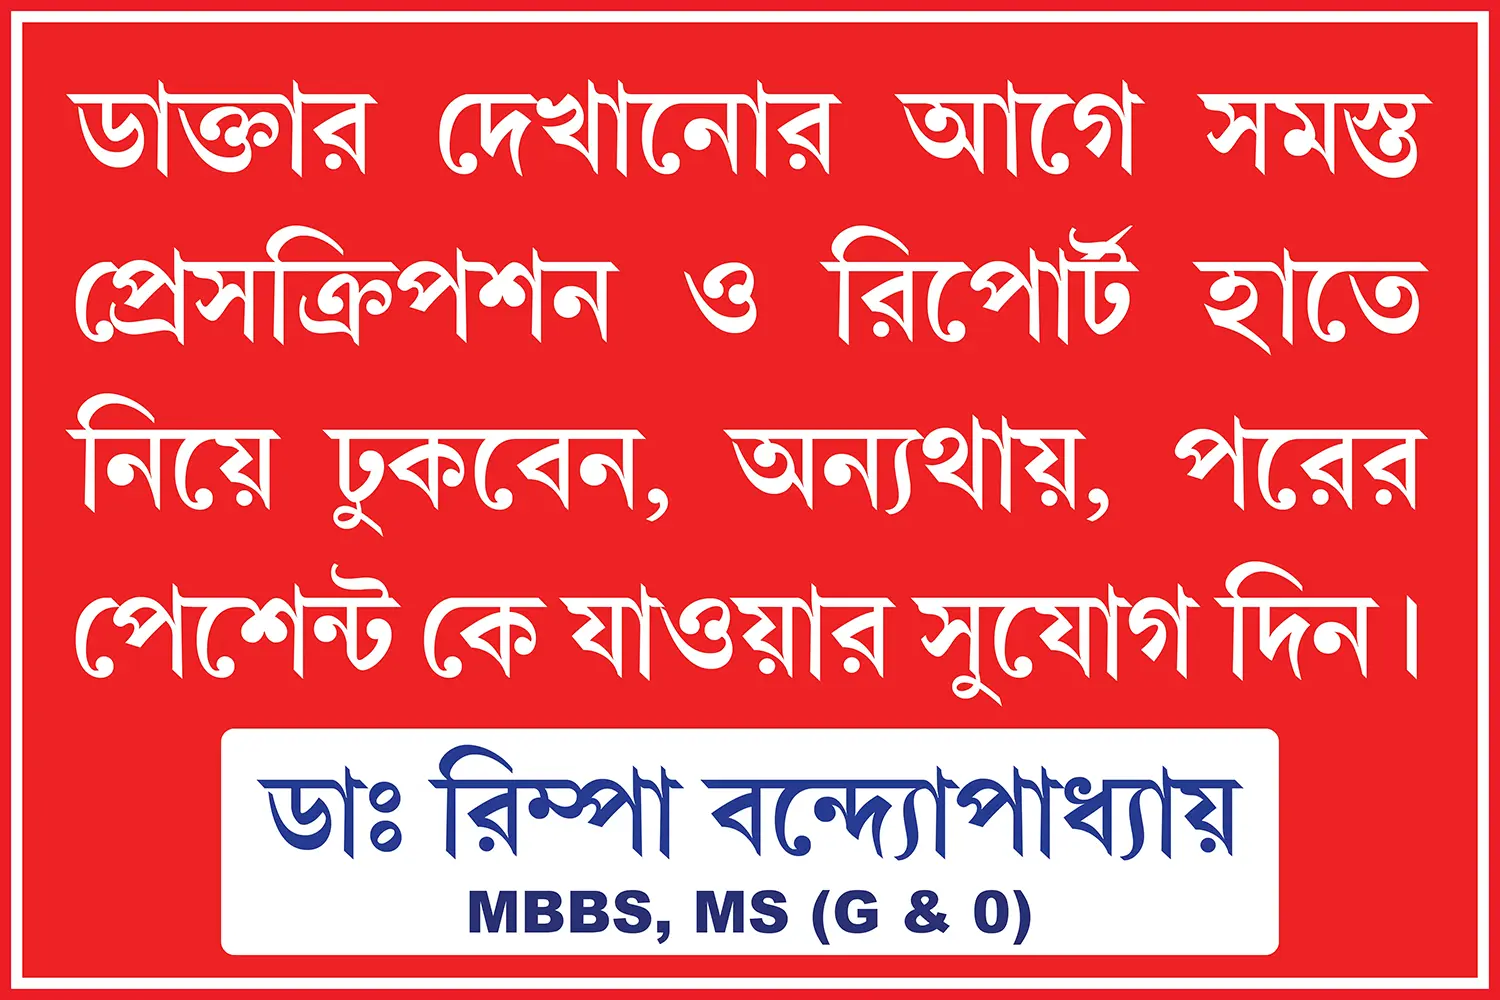 ডাক্তার দেখানোর আগে সমস্ত
প্রেসক্রিপশন ও রিপোর্ট হাতে
নিয়ে ঢুকবেন, অন্যথায়, পরের
পেশেন্ট কে যাওয়ার সুযোগ দিন।
ডাঃ রিম্পা বন্দ্যোপাধ্যায়
MBBS, MS (G & 0)